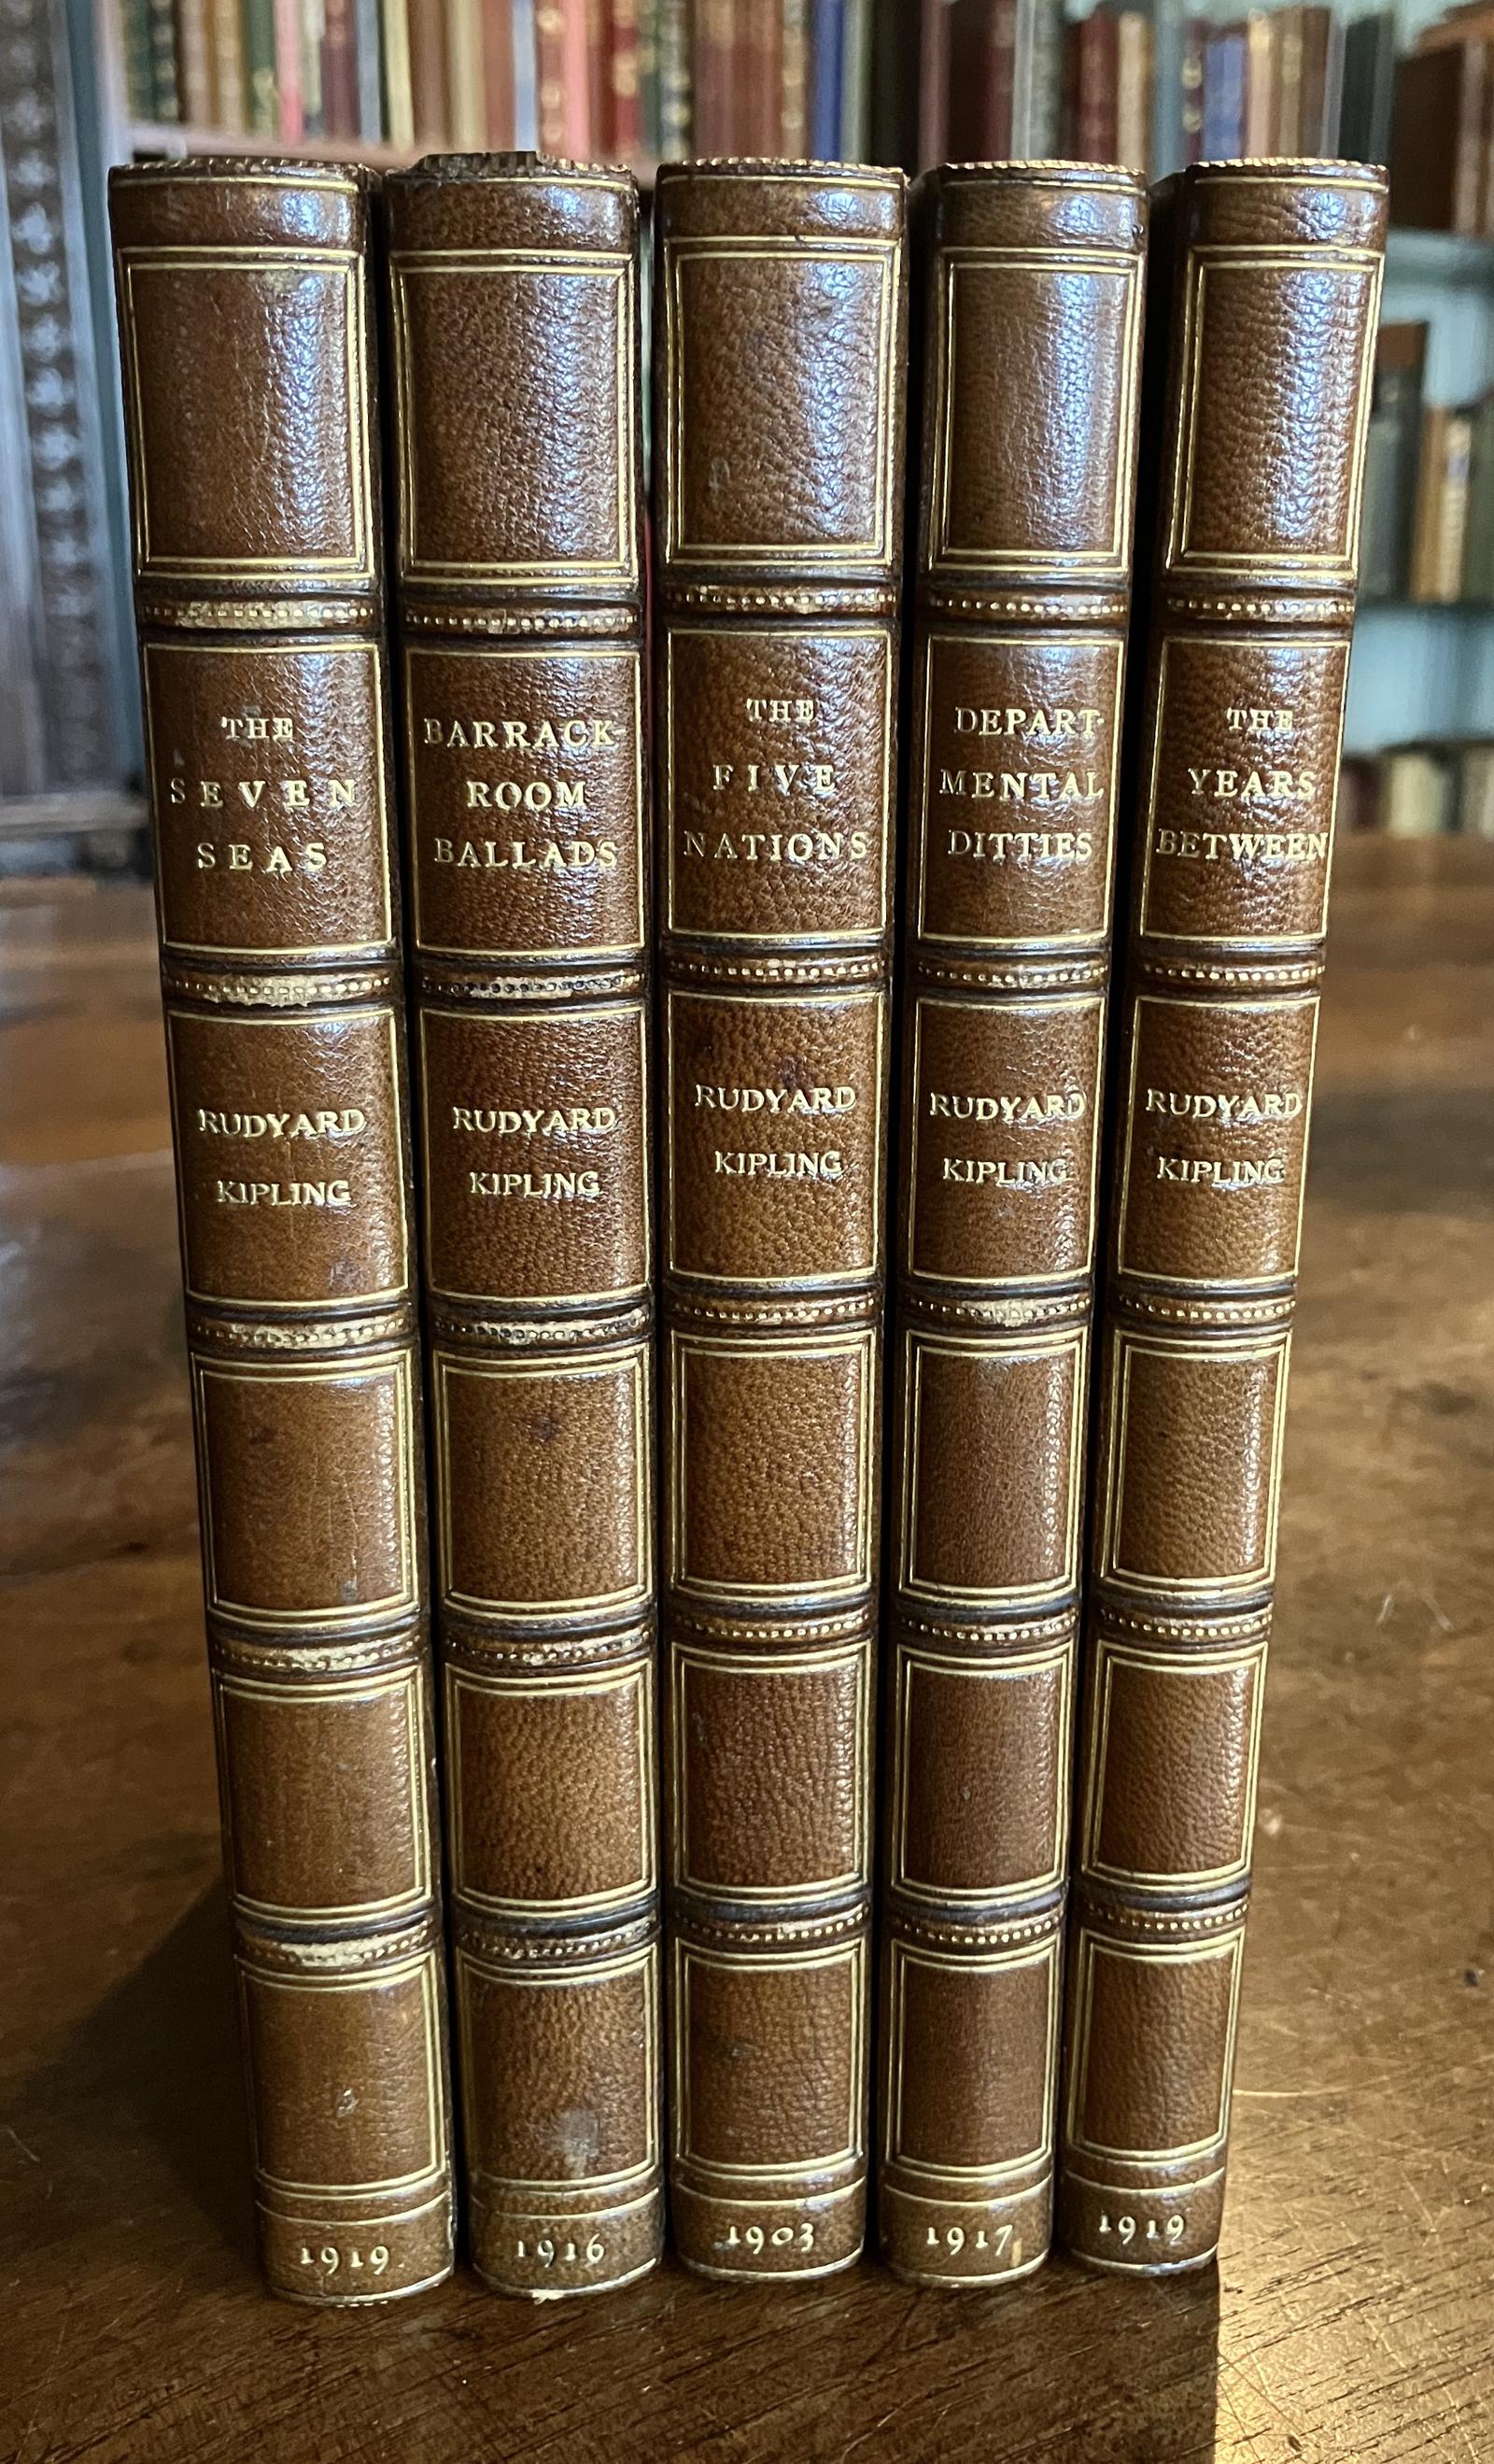 THE
SEVEN
SEAS
RUDYARD
KIPLING
1919
BARRACK
ROOM
BALLADS
RUDYARD
KIPLING
1916
THE
FIVE
NATIONS
RUDYARD
KIPLING
1903
DEPART-
MENTAL
DITTIES
RUDYARD
KIPLING
1917
THE
YEARS
BETWEEN
RUDYARD
KIPLING
1919